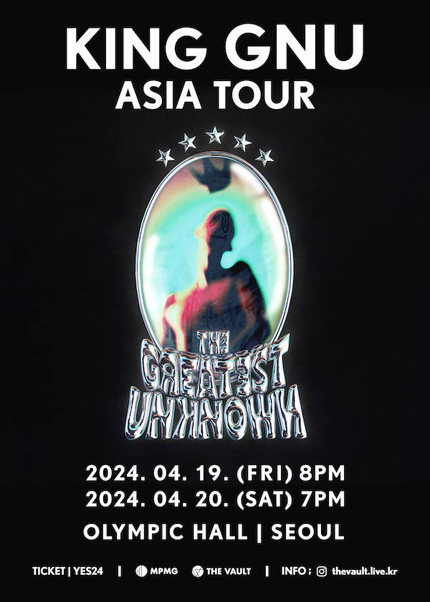 KING GNU
ASIA TOUR
THE
GREATEST
UNKNOWN
2024. 04. 19. (FRI) 8PM
2024. 04. 20. (SAT) 7PM
OLYMPIC HALL | SEOUL
TICKET | YES24 | MPMG THE VAULT | INFO ; thevault.live.kr